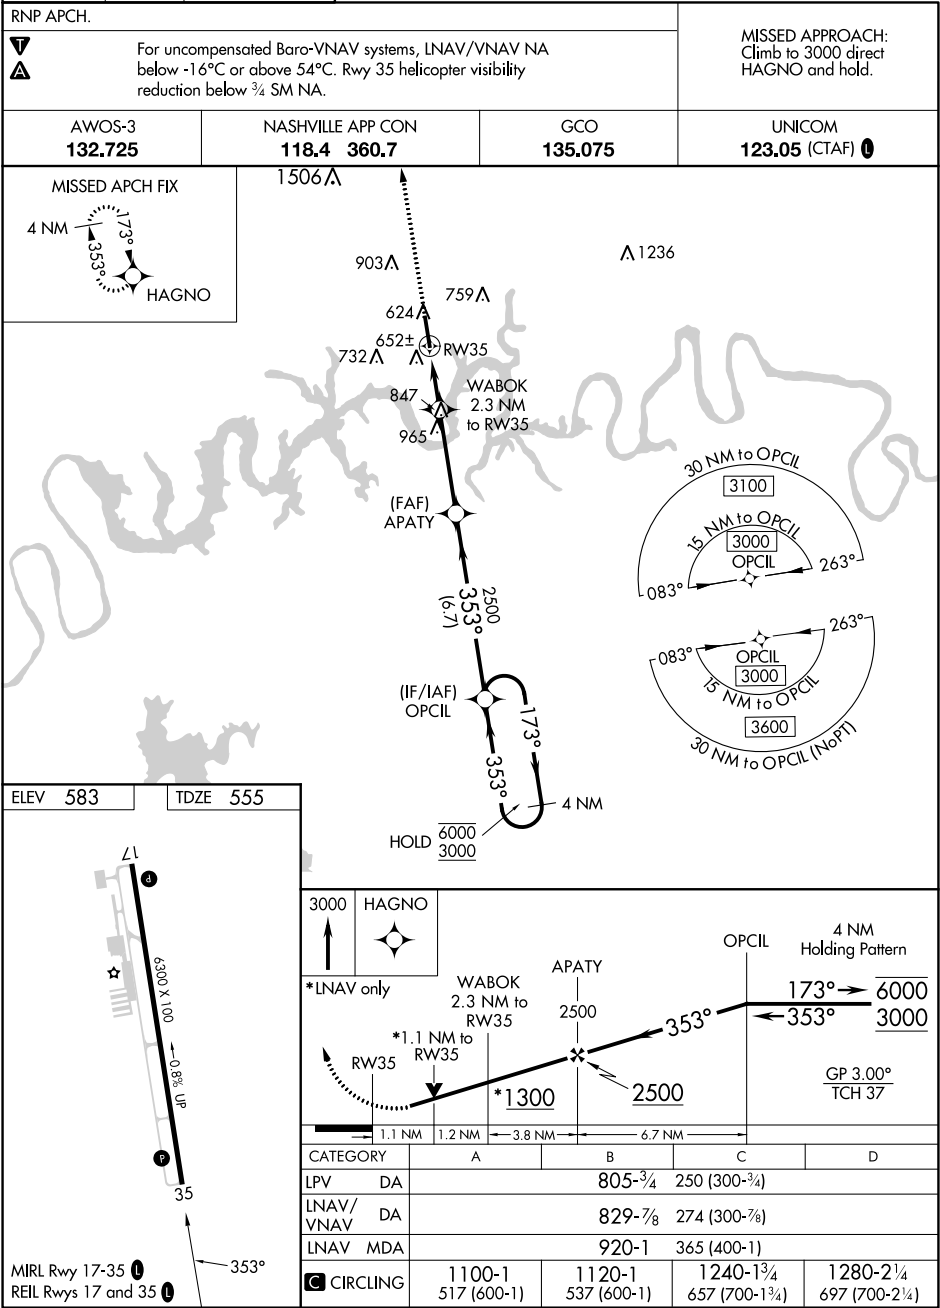 RNP APCH.
T
A
For uncompensated Baro-VNAV systems, LNAV/VNAV NA
below -16°C or above 54°C. Rwy 35 helicopter visibility
reduction below ¾ SM NA.
MISSED APPROACH:
Climb to 3000 direct
HAGNO and hold.
AWOS-3
132.725
NASHVILLE APP CON
118.4 360.7
GCO
135.075
UNICOM
123.05 (CTAF) L
MISSED APCH FIX
4 NM
173°
353°
HAGNO
1506
903
1236
759
624
652±
RW35
732
WABOK
2.3 NM
to RW35
847
965
(FAF)
APATY
2500
353°
(6.7)
(IF/IAF)
OPCIL
173°
353°
4 NM
HOLD 6000
3000
30 NM to OPCIL
3100
15 NM to OPCIL
3000
OPCIL
083°
263°
263°
083°
OPCIL
3000
15 NM to OPCIL
3600
30 NM to OPCIL (NoPT)
ELEV 583
TDZE 555
17
P
6300 X 100
0.8% UP
P
35
353°
MIRL Rwy 17-35 L
REIL Rwys 17 and 35 L
3000
HAGNO
*LNAV only
RW35
*1.1 NM to
RW35
WABOK
2.3 NM to
RW35
APATY
2500
OPCIL
4 NM
Holding Pattern
173° 6000
353° 3000
353°
*1300
2500
GP 3.00°
TCH 37
1.1 NM 1.2 NM 3.8 NM 6.7 NM
CATEGORY A B C D
LPV DA 805-¾ 250 (300-¾)
LNAV/
VNAV DA 829-⅞ 274 (300-⅞)
LNAV MDA 920-1 365 (400-1)
C CIRCLING
1100-1
517 (600-1)
1120-1
537 (600-1)
1240-1¾
657 (700-1¾)
1280-2¼
697 (700-2¼)